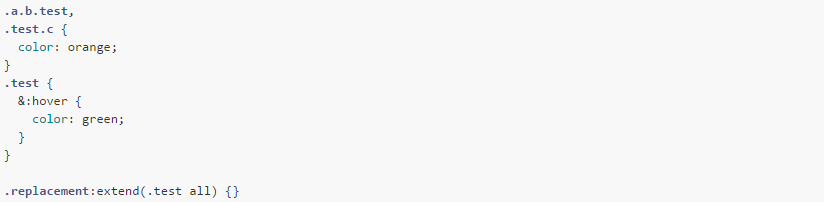 .a.b.test,
.test.c {
  color: orange;
}
.test {
  &:hover {
    color: green;
  }
}

.replacement:extend(.test all) {}